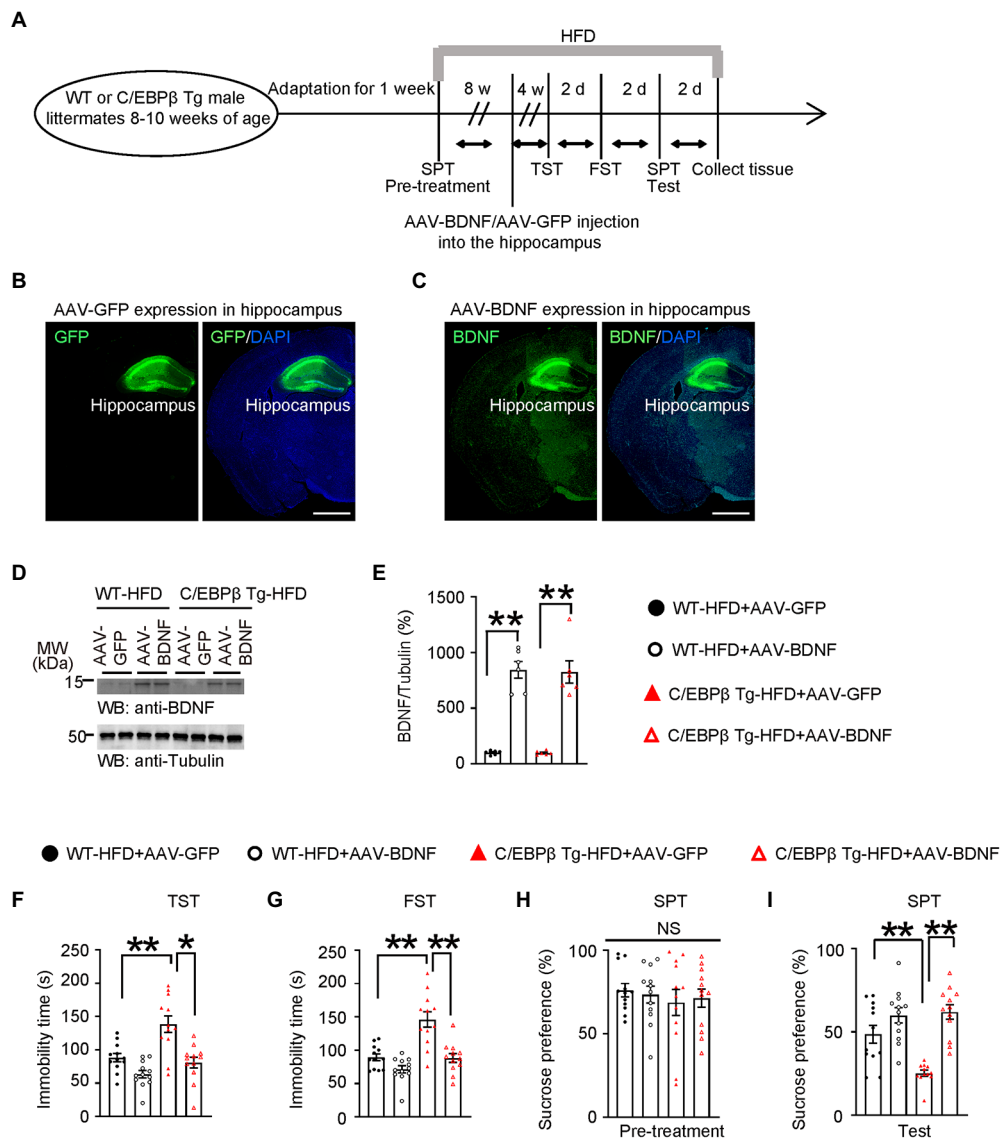 A
HFD
Adaptation for 1 week
8 w
4 w
2 d
2 d
2 d
WT or C/EBPβ Tg male
littermates 8-10 weeks of age
SPT
Pre-treatment
TST
FST
SPT
Test
Collect tissue
AAV-BDNF/AAV-GFP injection
into the hippocampus
B
AAV-GFP expression in hippocampus
GFP
Hippocampus
GFP/DAPI
Hippocampus
C
AAV-BDNF expression in hippocampus
BDNF
Hippocampus
BDNF/DAPI
Hippocampus
D
WT-HFD
C/EBPβ Tg-HFD
MW
(kDa)
AAV-
GFP
AAV-
BDNF
AAV-
GFP
AAV-
BDNF
15
WB: anti-BDNF
50
WB: anti-Tubulin
E
BDNF/Tubulin (%)
1500
1000
500
0
**
**
WT-HFD+AAV-GFP
WT-HFD+AAV-BDNF
C/EBPβ Tg-HFD+AAV-GFP
C/EBPβ Tg-HFD+AAV-BDNF
WT-HFD+AAV-GFP
WT-HFD+AAV-BDNF
C/EBPβ Tg-HFD+AAV-GFP
C/EBPβ Tg-HFD+AAV-BDNF
F
TST
Immobility time (s)
250
200
150
100
50
0
**
*
G
FST
Immobility time (s)
250
200
150
100
50
0
**
**
H
SPT
NS
Sucrose preference (%)
100
50
0
Pre-treatment
I
SPT
Sucrose preference (%)
100
50
0
**
**
Test